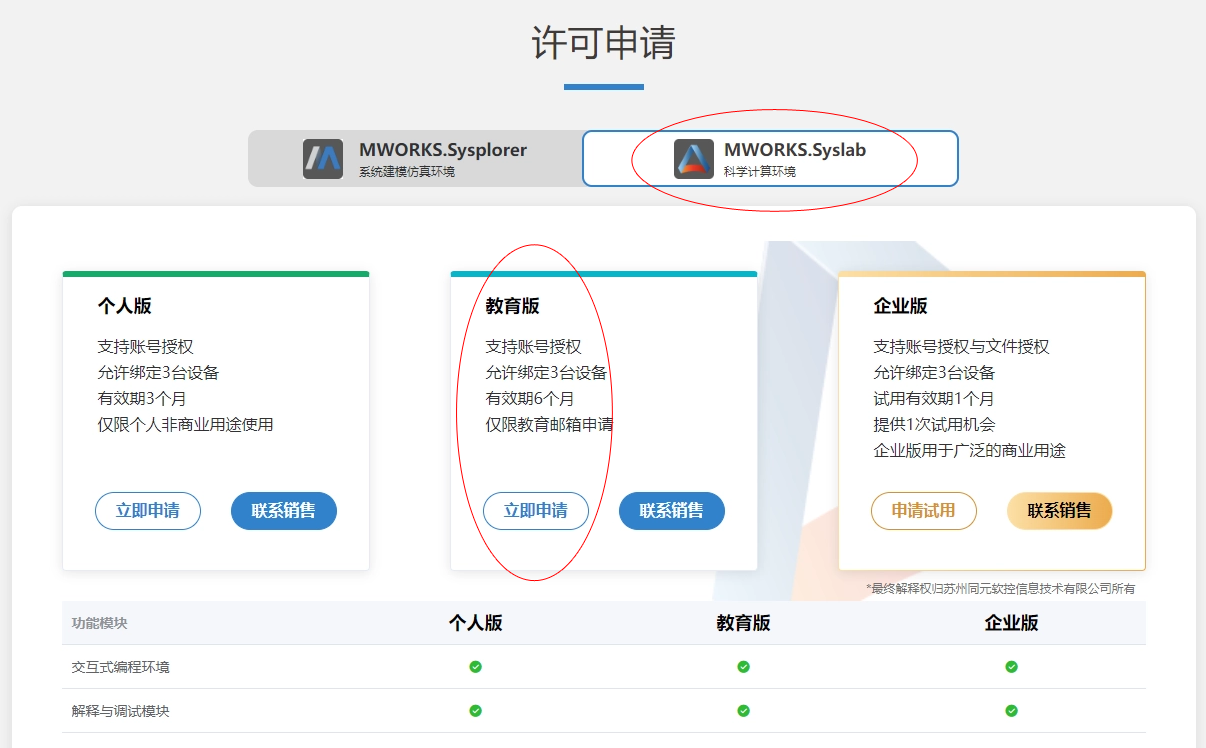 许可申请
MWORKS.Sysplorer
系统建模仿真环境
MWORKS.Syslab
科学计算环境
个人版
支持账号授权
允许绑定3台设备
有效期3个月
仅限个人非商业用途使用
立即申请
联系销售
教育版
支持账号授权
允许绑定3台设备
有效期6个月
仅限教育邮箱申请
立即申请
联系销售
企业版
支持账号授权与文件授权
允许绑定3台设备
试用有效期1个月
提供1次试用机会
企业版用于广泛的商业用途
申请试用
联系销售
*最终解释权归苏州同元软控信息技术有限公司所有
功能模块 个人版 教育版 企业版
交互式编程环境
解释与调试模块